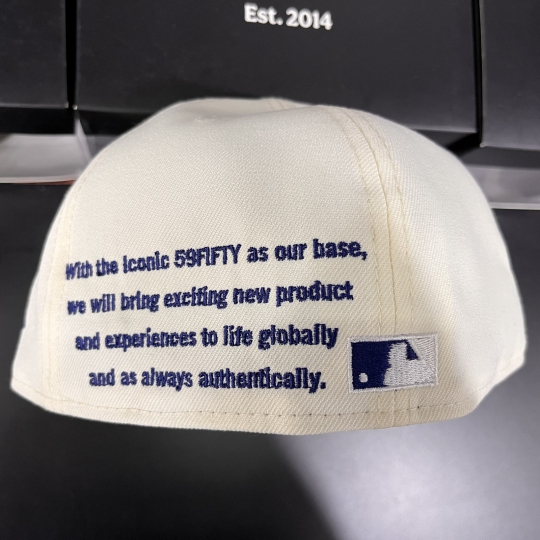 Est. 2014
With the iconic 59FIFTY as our base,
we will bring exciting new product
and experiences to life globally
and as always authentically.